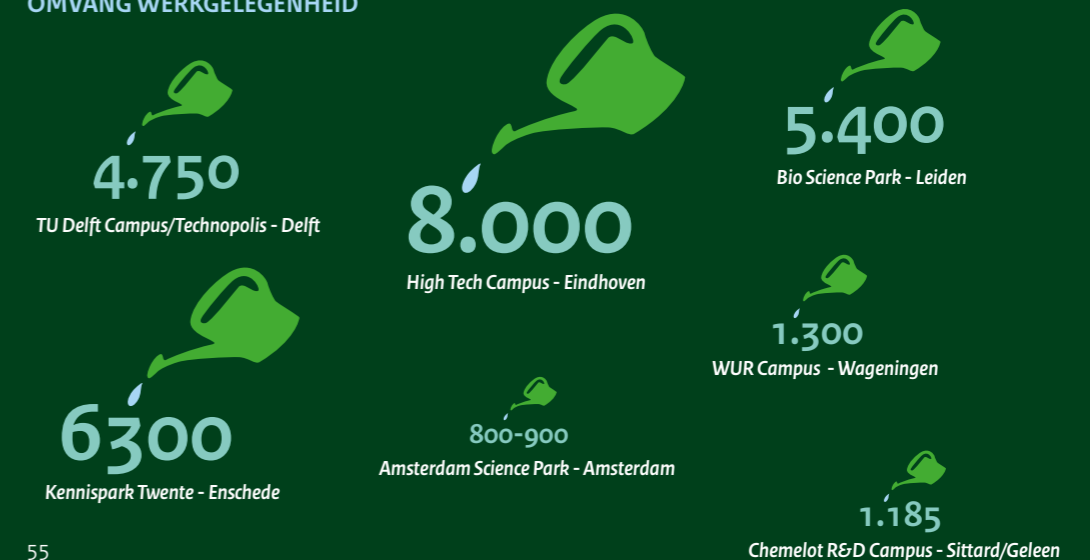 OMVANG WERKGELEGENHEID
4.750
TU Delft Campus/Technopolis - Delft
8.000
High Tech Campus - Eindhoven
5.400
Bio Science Park - Leiden
6300
Kennispark Twente - Enschede
800-900
Amsterdam Science Park - Amsterdam
1.300
WUR Campus - Wageningen
1.185
Chemelot R&D Campus - Sittard/Geleen
55